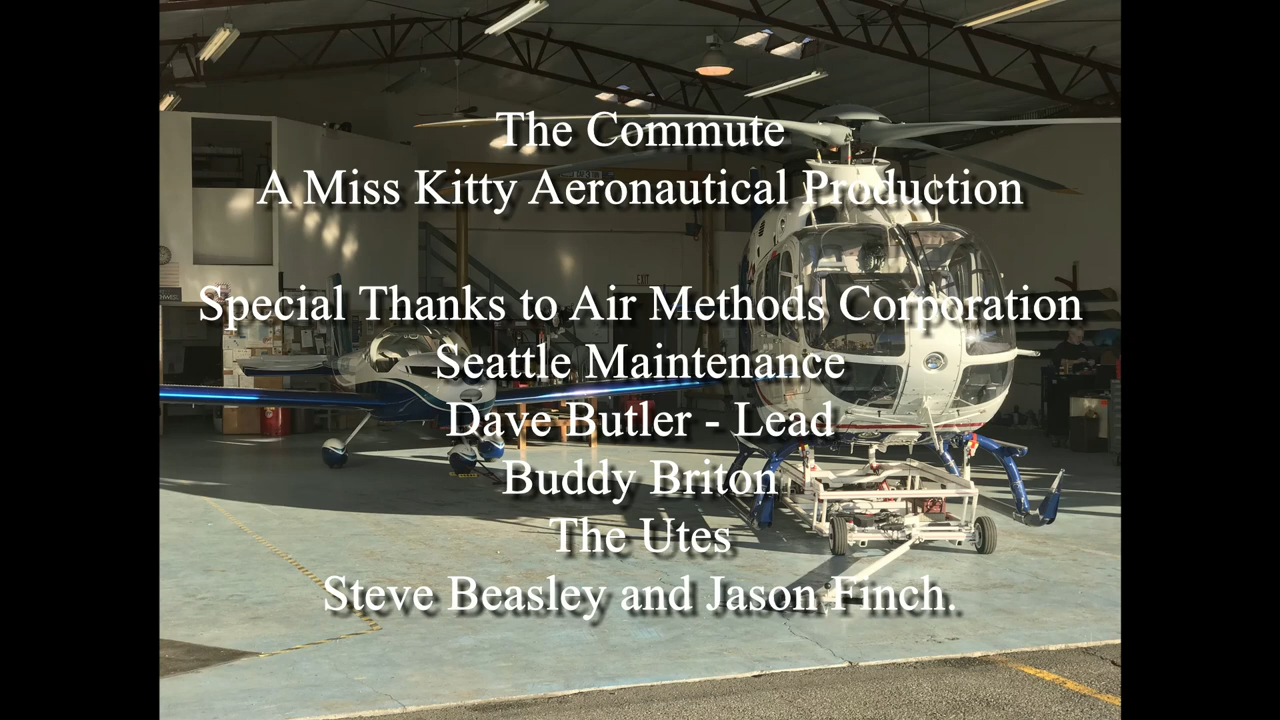 The Commute
A Miss Kitty Aeronautical Production
Special Thanks to Air Methods Corporation
Seattle Maintenance
Dave Butler - Lead
Buddy Briton
The Utes
Steve Beasley and Jason Finch.
EXIT